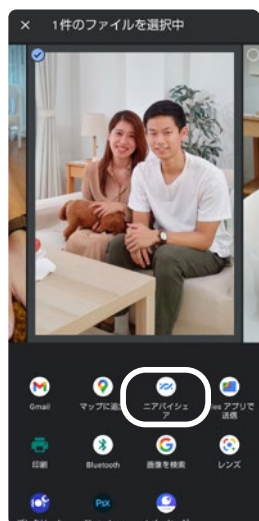 × 1件のファイルを選択中
Gmail
マップに追
ニアバイシェ
ア
les アプリで
送信
印刷
Bluetooth
画像を検索
レンズ
PsX